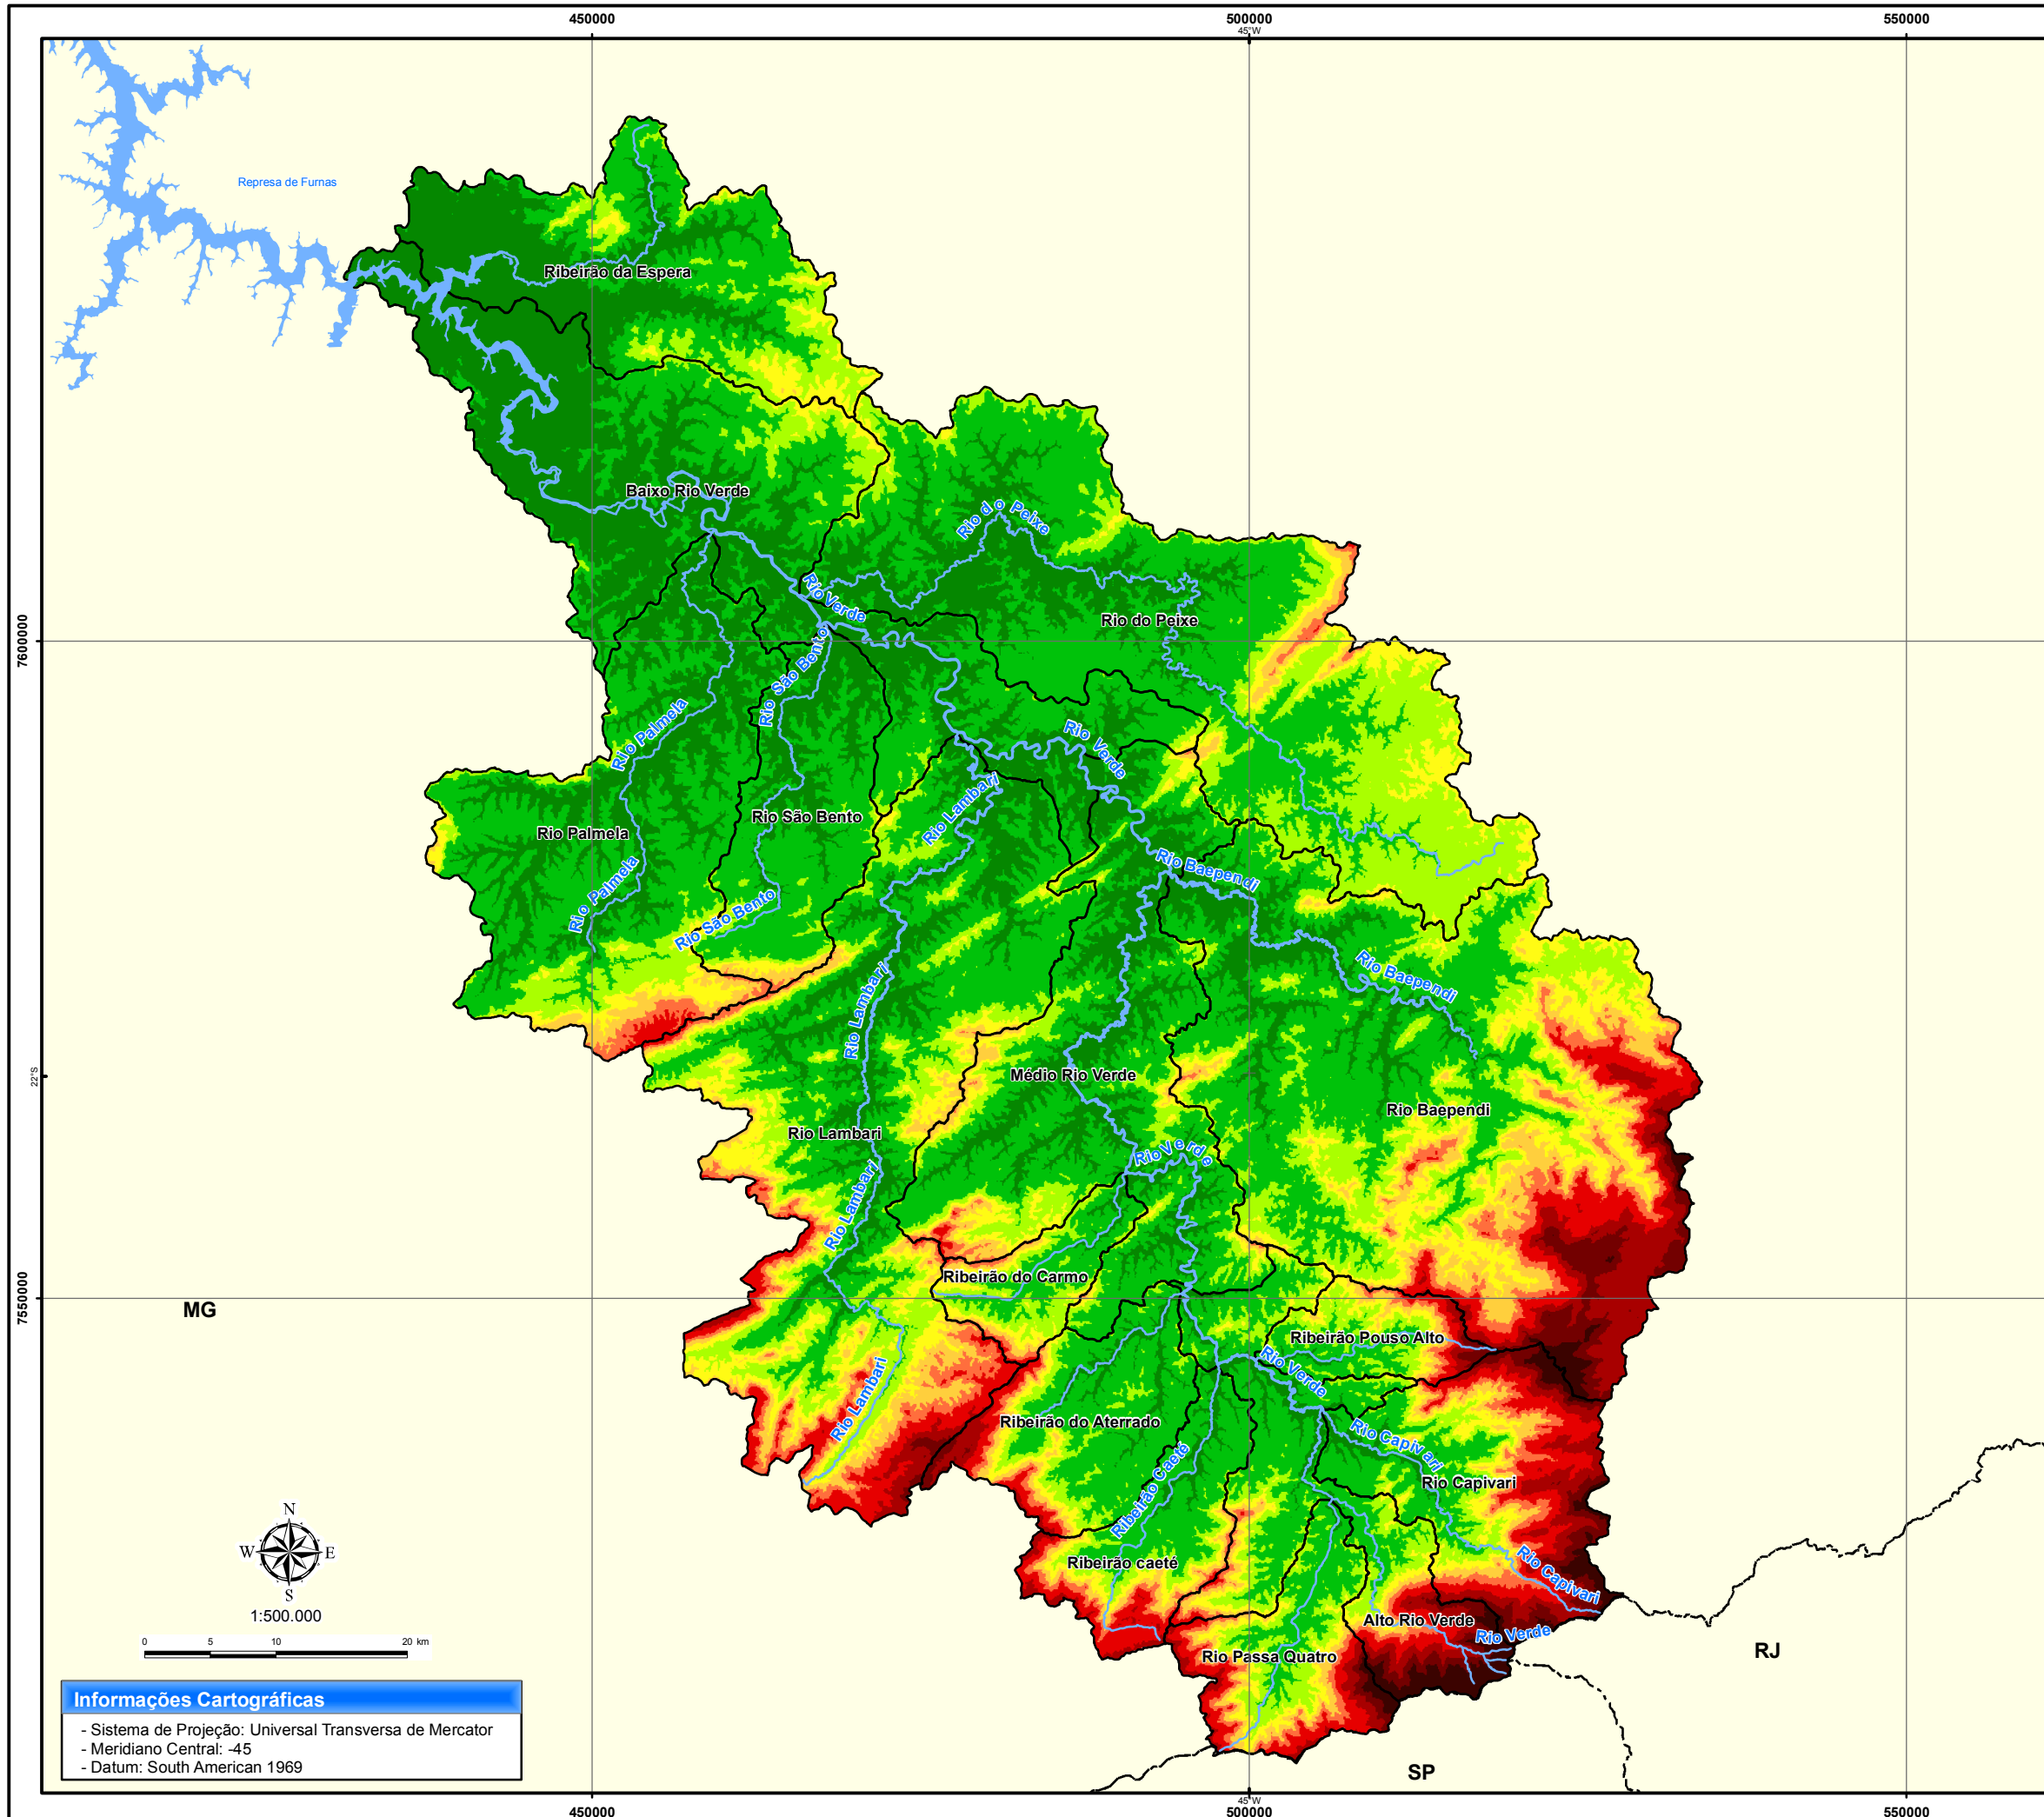 450000
500000
550000
45°W
Represa de Furnas
Ribeirão da Espera
Baixo Rio Verde
Rio do Peixe
Rio Verde
7600000
Rio do Peixe
Rio São Bento
Rio Palmela
Rio Verde
Rio Lambari
Rio São Bento
Rio Palmela
Rio Baependi
Rio Palmela
Rio São Bento
Rio Baependi
Rio Lambari
22°S
Médio Rio Verde
Rio Baependi
Rio Lambari
Rio Verde
Rio Lambari
Ribeirão do Carmo
7550000
MG
Ribeirão Pouso Alto
Rio Verde
Rio Lambari
Ribeirão do Aterrado
Rio Capivari
Ribeirão Caeté
Rio Capivari
Ribeirão caeté
Rio Capivari
Alto Rio Verde
Rio Verde
Rio Passa Quatro
RJ
SP
N
W
E
S
1:500.000
0 5 10 20 km
Informações Cartográficas
- Sistema de Projeção: Universal Transversa de Mercator
- Meridiano Central: -45
- Datum: South American 1969
45°W
450000
500000
550000